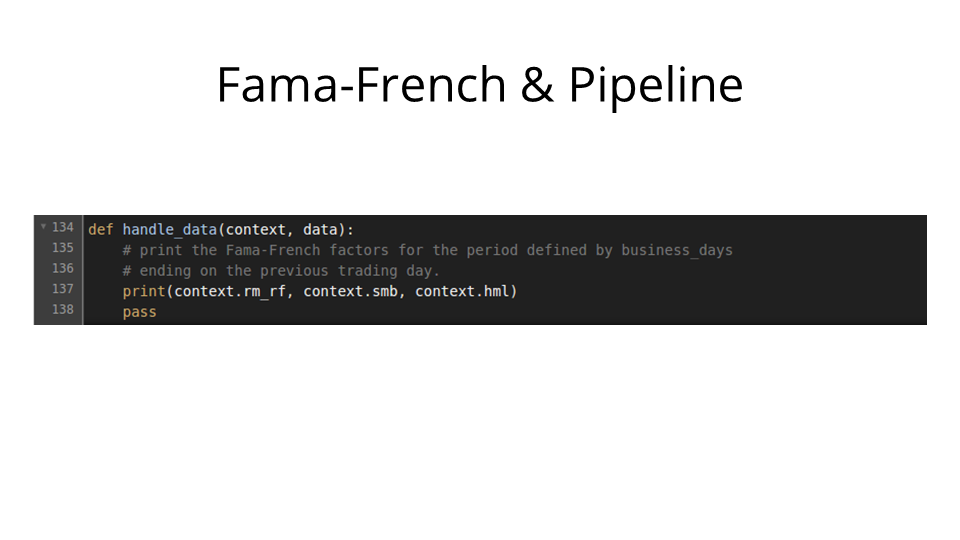 Fama-French & Pipeline
134 def handle_data(context, data):
135     # print the Fama-French factors for the period defined by business_days
136     # ending on the previous trading day.
137     print(context.rm_rf, context.smb, context.hml)
138     pass